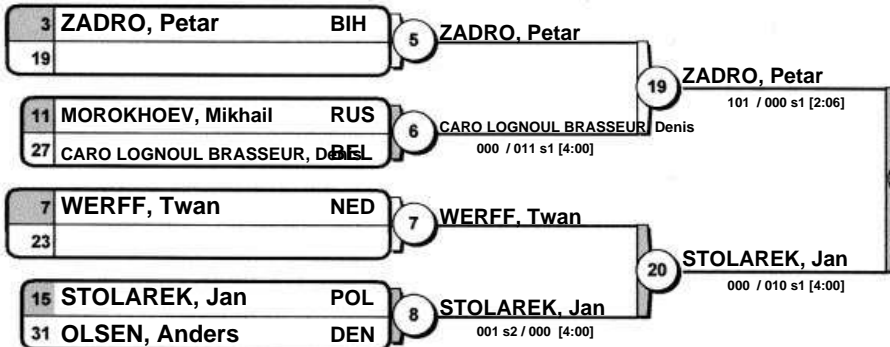 3 ZADRO, Petar BIH
19
5 ZADRO, Petar
11 MOROKHOEV, Mikhail RUS
27 CARO LOGNOUL BRASSEUR, Denis BEL
6 CARO LOGNOUL BRASSEUR, Denis
000 / 011 s1 [4:00]
19 ZADRO, Petar
101 / 000 s1 [2:06]
7 WERFF, Twan NED
23
7 WERFF, Twan
15 STOLAREK, Jan POL
31 OLSEN, Anders DEN
8 STOLAREK, Jan
001 s2 / 000 [4:00]
20 STOLAREK, Jan
000 / 010 s1 [4:00]